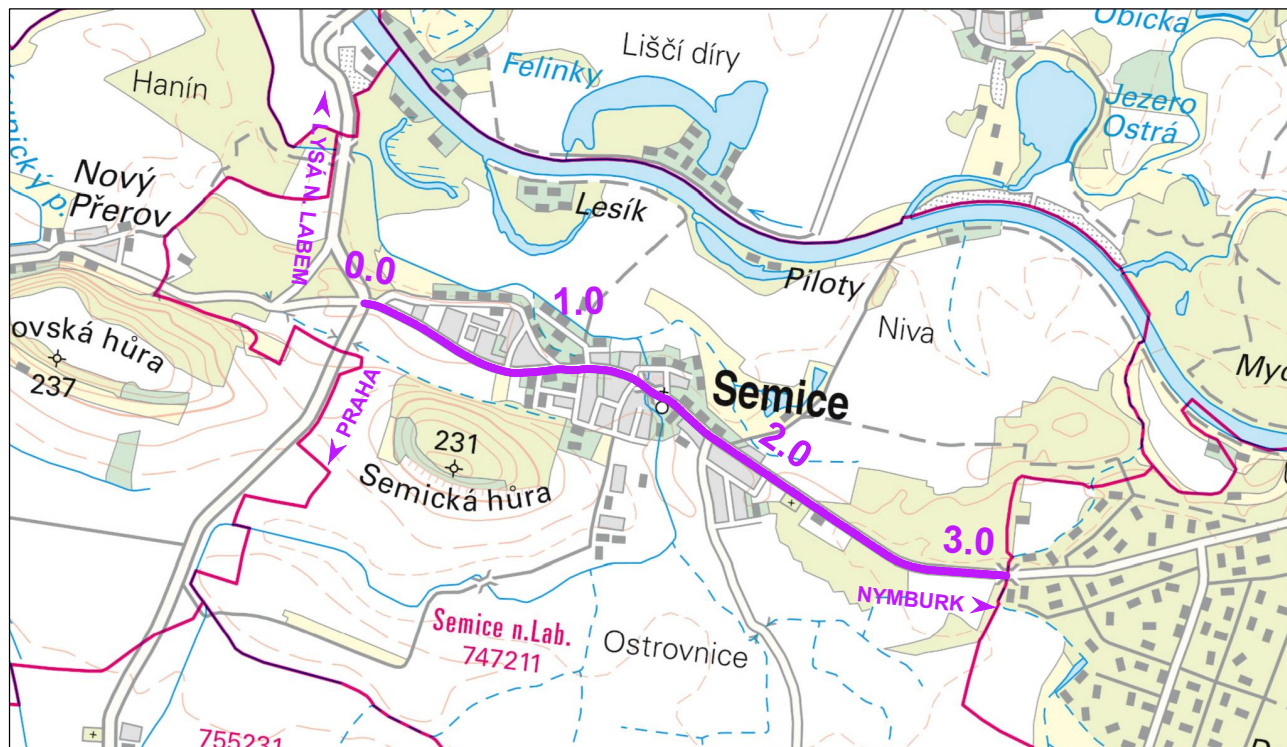 Obička
Liščí díry
Felinky
Hanín
Jezero
Ostrá
LYSÁ N. LABEM
Nový
Přerov
Lesík
0.0
Piloty
1.0
Niva
ovská hůra
237
PRAHA
Semice
231
2.0
Semická hůra
3.0
NYMBURK
Semice n.Lab.
747211
Ostrovnice
755231